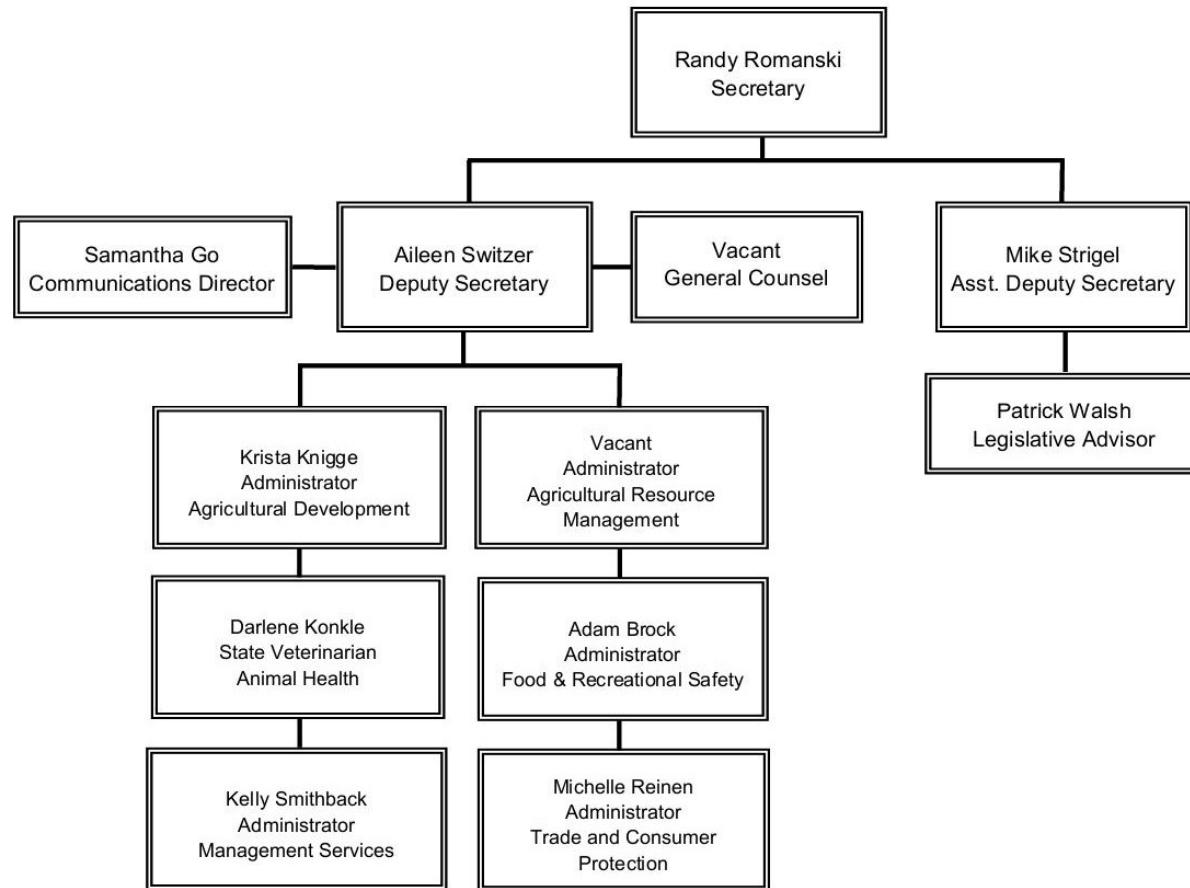 Randy Romanski
Secretary
Samantha Go
Communications Director
Aileen Switzer
Deputy Secretary
Vacant
General Counsel
Mike Strigel
Asst. Deputy Secretary
Patrick Walsh
Legislative Advisor
Krista Knigge
Administrator
Agricultural Development
Vacant
Administrator
Agricultural Resource
Management
Darlene Konkle
State Veterinarian
Animal Health
Adam Brock
Administrator
Food & Recreational Safety
Kelly Smithback
Administrator
Management Services
Michelle Reinen
Administrator
Trade and Consumer
Protection